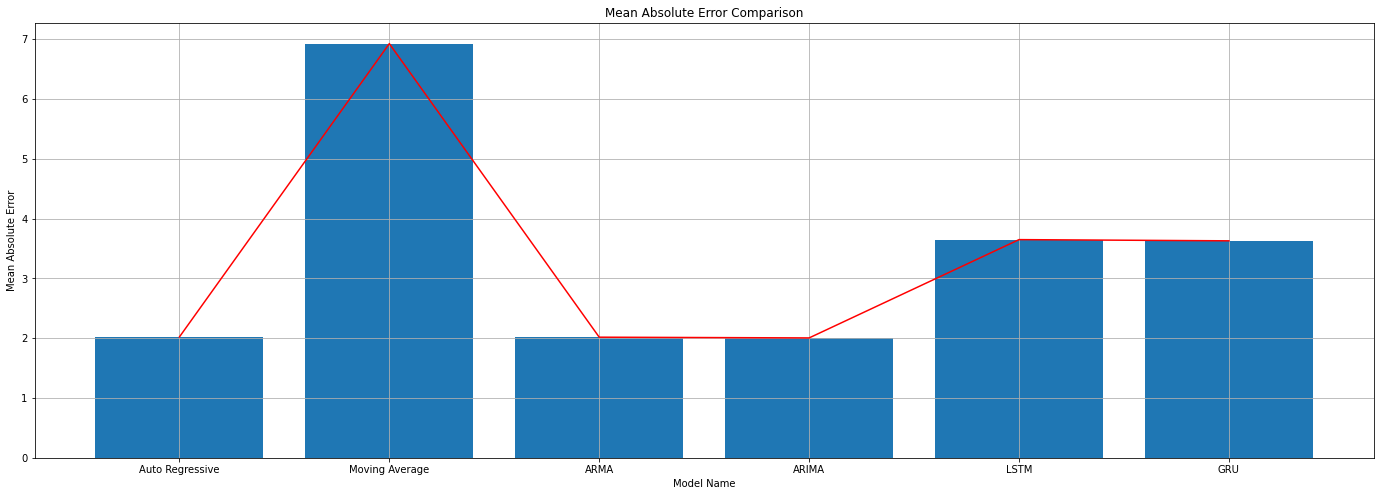 Mean Absolute Error Comparison
Mean Absolute Error
7
6
5
4
3
2
1
0
Auto Regressive Moving Average ARMA ARIMA LSTM GRU
Model Name